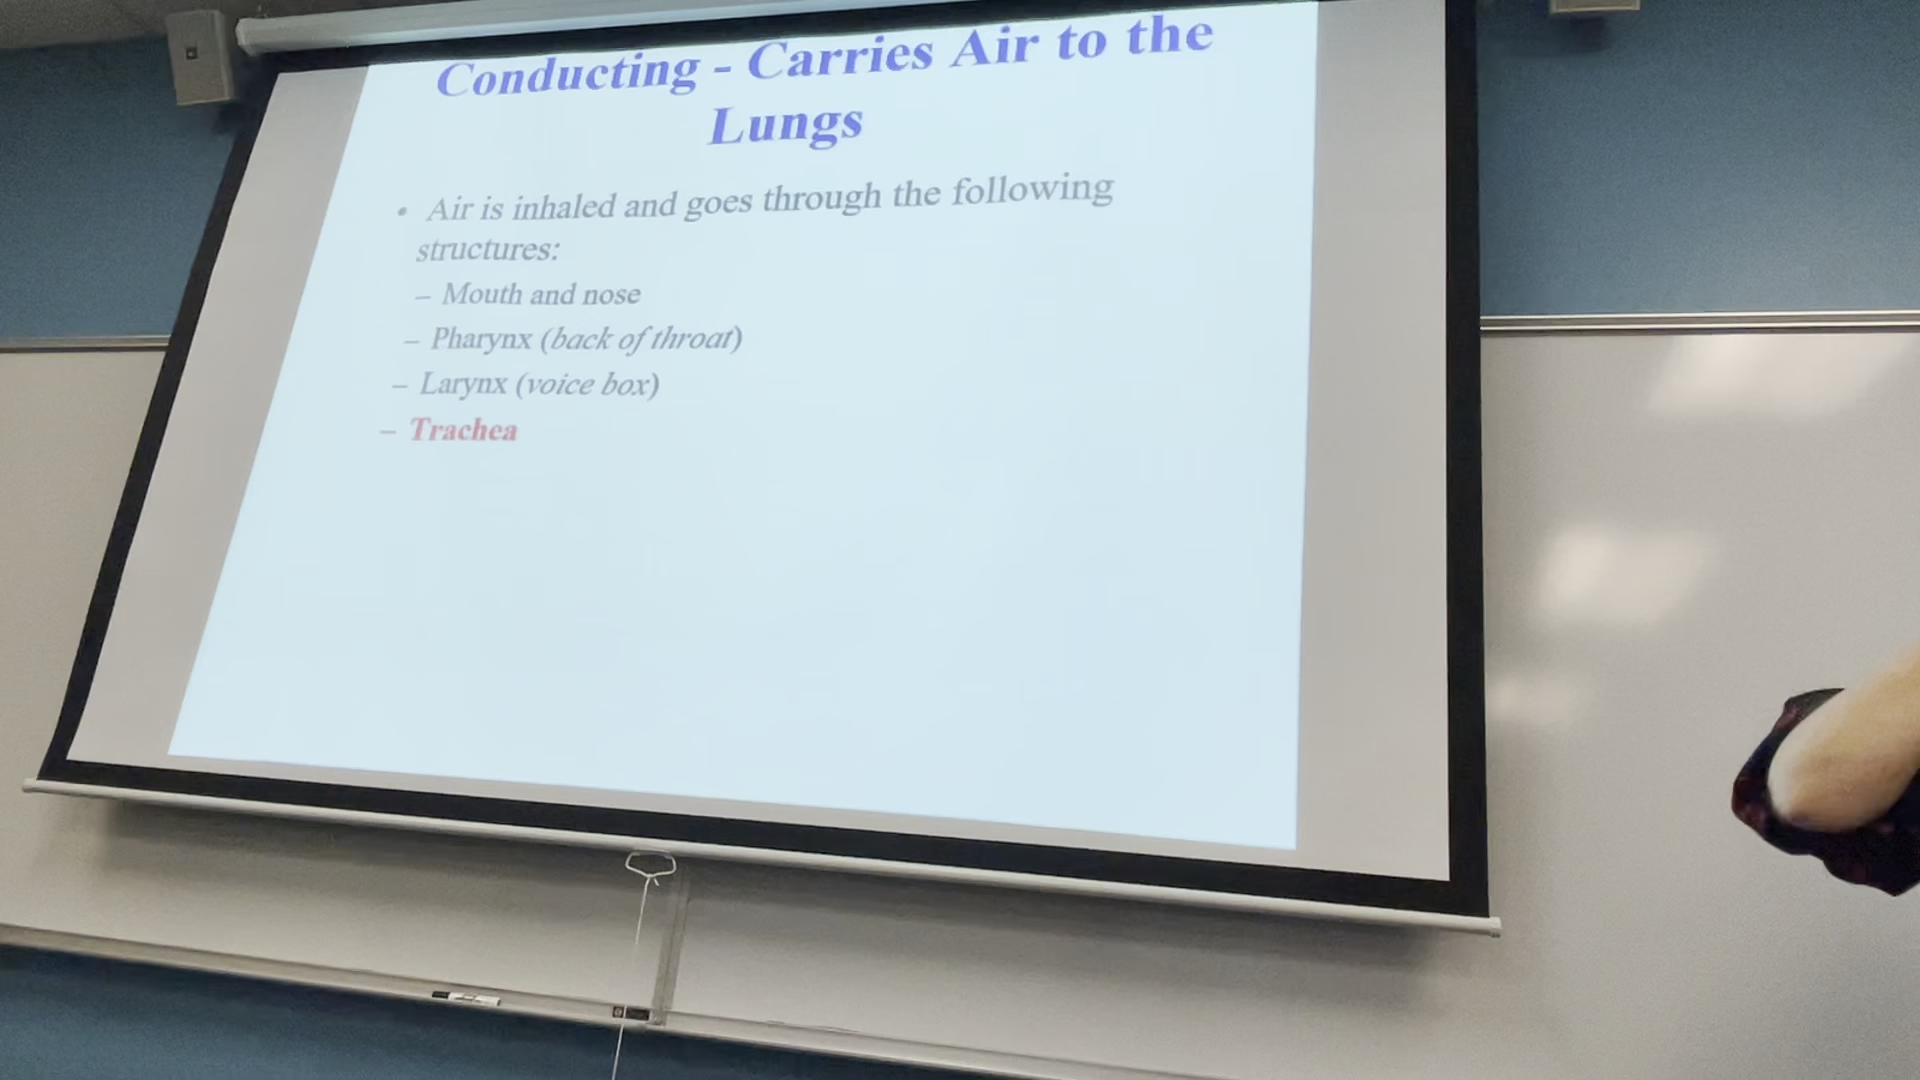 Conducting - Carries Air to the
Lungs
• Air is inhaled and goes through the following
structures:
– Mouth and nose
– Pharynx (back of throat)
– Larynx (voice box)
– Trachea